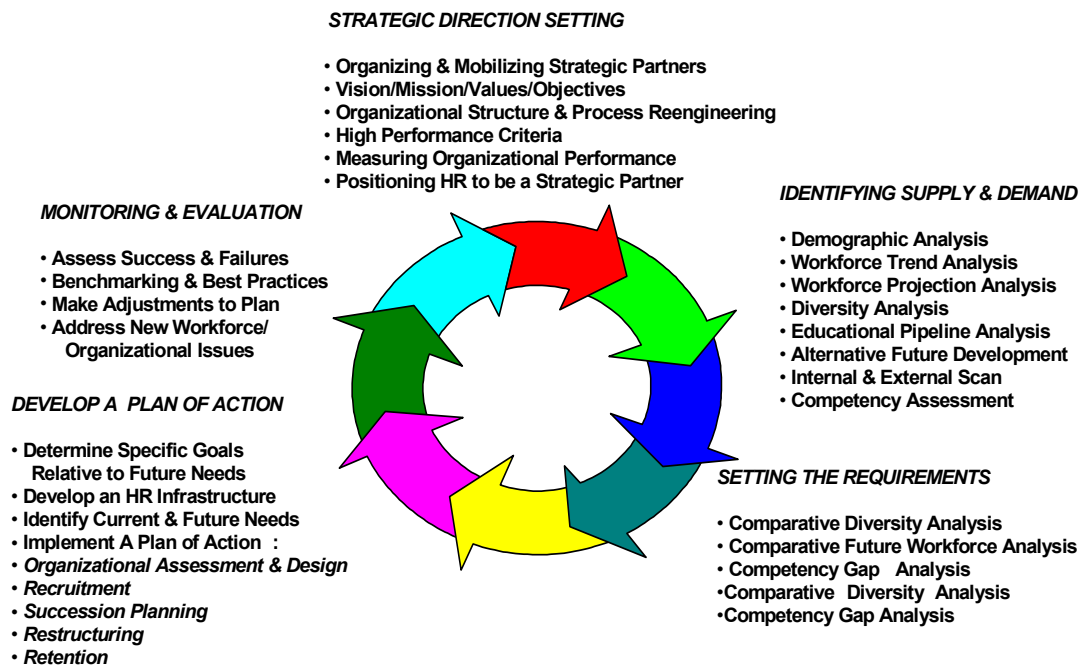 STRATEGIC DIRECTION SETTING
• Organizing & Mobilizing Strategic Partners
• Vision/Mission/Values/Objectives
• Organizational Structure & Process Reengineering
• High Performance Criteria
• Measuring Organizational Performance
• Positioning HR to be a Strategic Partner
IDENTIFYING SUPPLY & DEMAND
• Demographic Analysis
• Workforce Trend Analysis
• Workforce Projection Analysis
• Diversity Analysis
• Educational Pipeline Analysis
• Alternative Future Development
• Internal & External Scan
• Competency Assessment
SETTING THE REQUIREMENTS
• Comparative Diversity Analysis
• Comparative Future Workforce Analysis
• Competency Gap Analysis
•Comparative Diversity Analysis
•Competency Gap Analysis
DEVELOP A PLAN OF ACTION
• Determine Specific Goals
Relative to Future Needs
• Develop an HR Infrastructure
• Identify Current & Future Needs
• Implement A Plan of Action :
• Organizational Assessment & Design
• Recruitment
• Succession Planning
• Restructuring
• Retention
MONITORING & EVALUATION
• Assess Success & Failures
• Benchmarking & Best Practices
• Make Adjustments to Plan
• Address New Workforce/
Organizational Issues